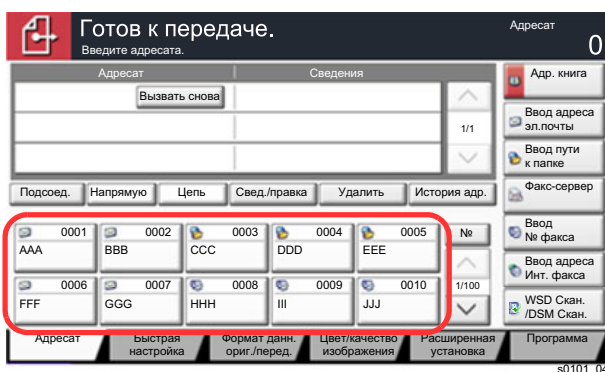 Готов к передаче.
Введите адресата.
Адресат
0
Адресат
Сведения
Вызвать снова
1/1
Адр. книга
Ввод адреса
эл.почты
Ввод пути
к папке
Факс-сервер
Ввод
№ факса
Ввод адреса
Инт. факса
WSD Скан.
/DSM Скан.
Подсоед.
Напрямую
Цепь
Свед./правка
Удалить
История адр.
0001
AAA
0002
BBB
0003
CCC
0004
DDD
0005
EEE
№
0006
FFF
0007
GGG
0008
HHH
0009
III
0010
JJJ
1/100
Адресат
Быстрая
настройка
Формат данн.
ориг./перед.
Цвет/качество
изображения
Расширенная
установка
Программа
s0101_04